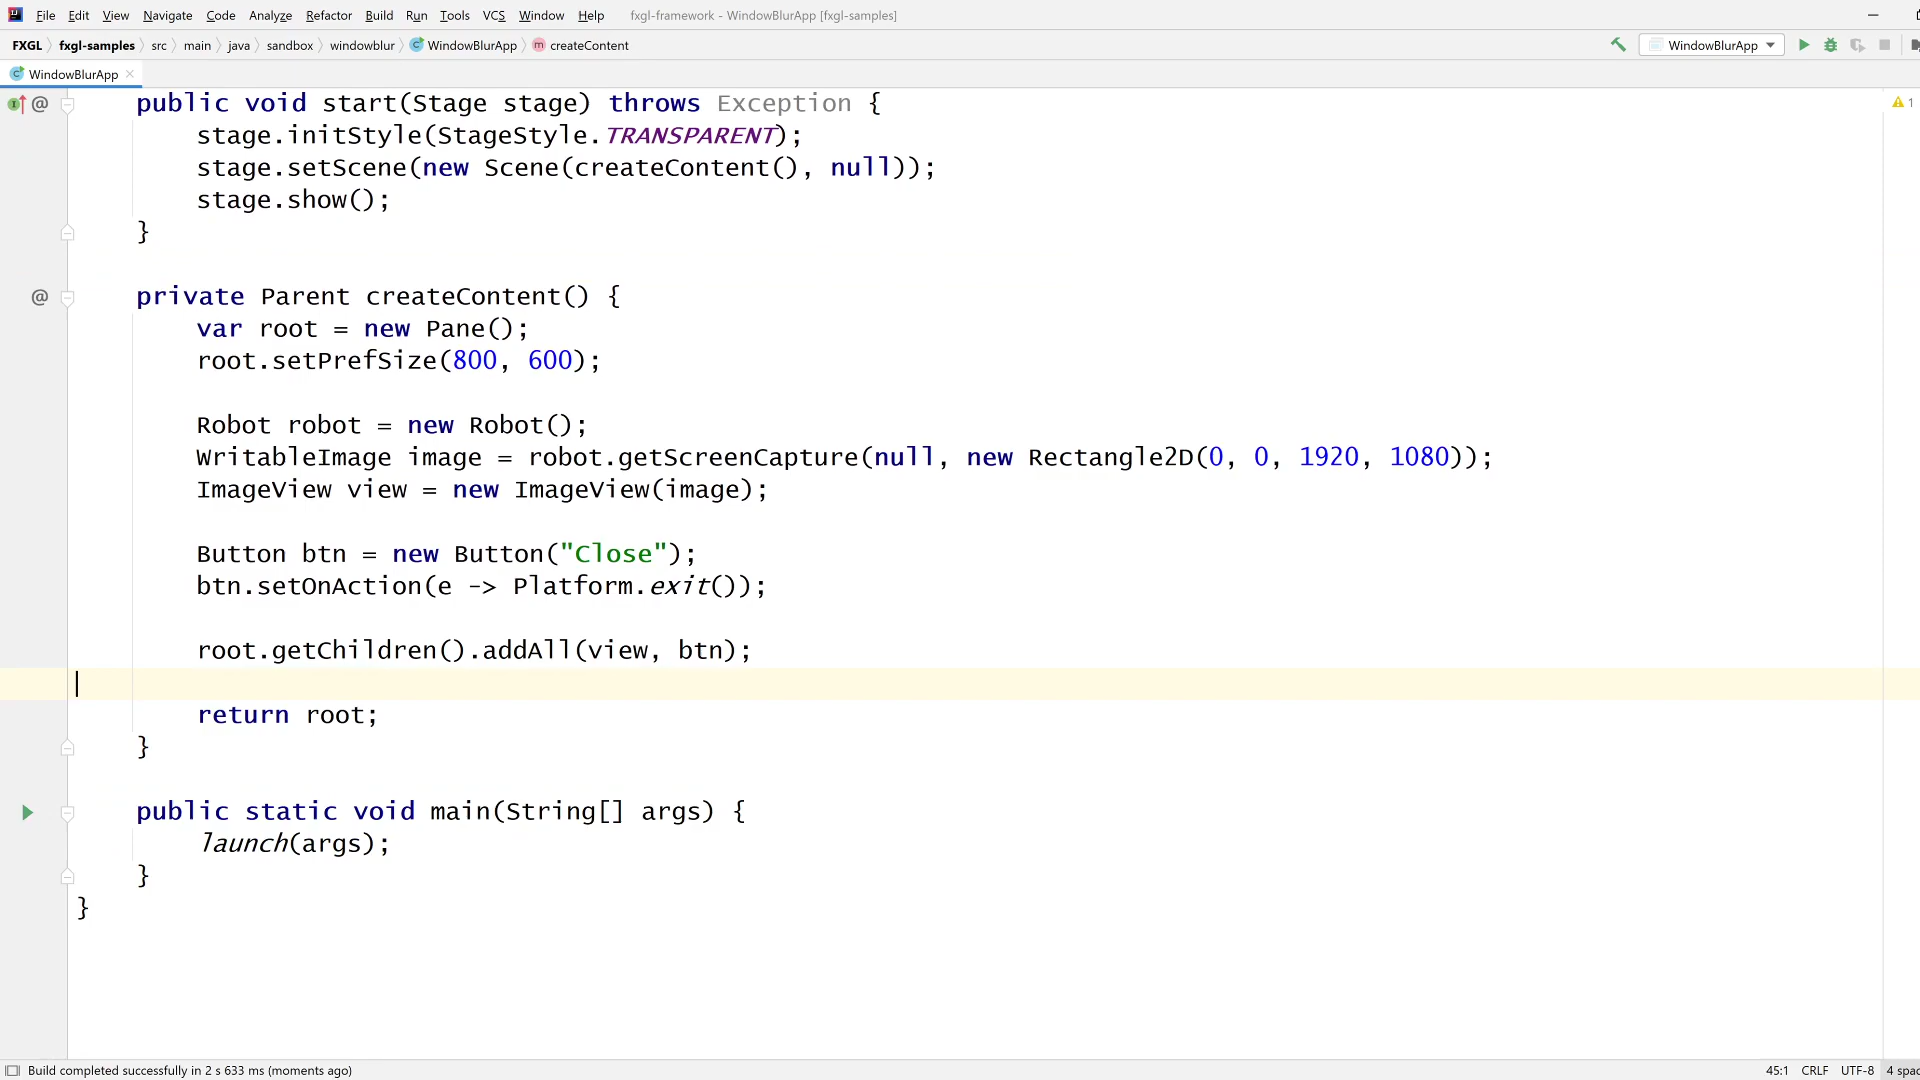 File Edit View Navigate Code Analyze Refactor Build Run Tools VCS Window Help fxgl-framework - WindowBlurApp [fxgl-samples]
FXGL fxgl-samples src main java sandbox windowblur WindowBlurApp createContent WindowBlurApp
WindowBlurApp
public void start(Stage stage) throws Exception {
stage.initStyle(StageStyle.TRANSPARENT);
stage.setScene(new Scene(createContent(), null));
stage.show();
}
private Parent createContent() {
var root = new Pane();
root.setPrefSize(800, 600);
Robot robot = new Robot();
WritableImage image = robot.getScreenCapture(null, new Rectangle2D(0, 0, 1920, 1080));
ImageView view = new ImageView(image);
Button btn = new Button("Close");
btn.setOnAction(e -> Platform.exit());
root.getChildren().addAll(view, btn);
return root;
}
public static void main(String[] args) {
launch(args);
}
}
1
Build completed successfully in 2 s 633 ms (moments ago) 45:1 CRLF UTF-8 4 spac